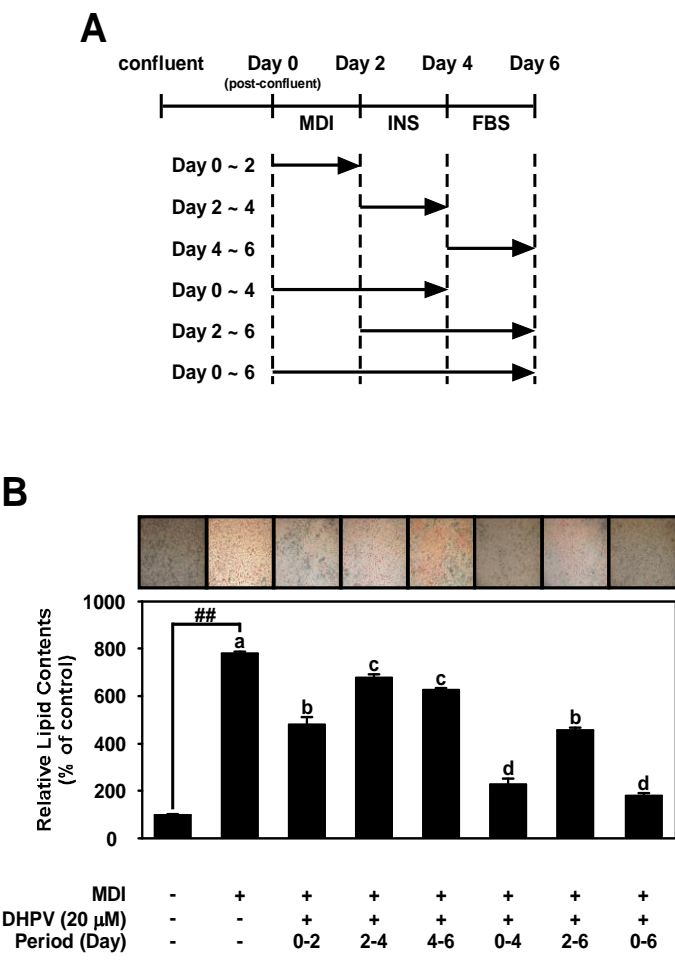 A
confluent Day 0 Day 2 Day 4 Day 6
(post-confluent)
MDI INS FBS
Day 0 ~ 2
Day 2 ~ 4
Day 4 ~ 6
Day 0 ~ 4
Day 2 ~ 6
Day 0 ~ 6
B
Relative Lipid Contents
(% of control)
1000
800
600
400
200
0
##
a
b
c
c
d
b
d
MDI - + + + + + + +
DHPV (20 μM) - - + + + + + +
Period (Day) - - 0-2 2-4 4-6 0-4 2-6 0-6